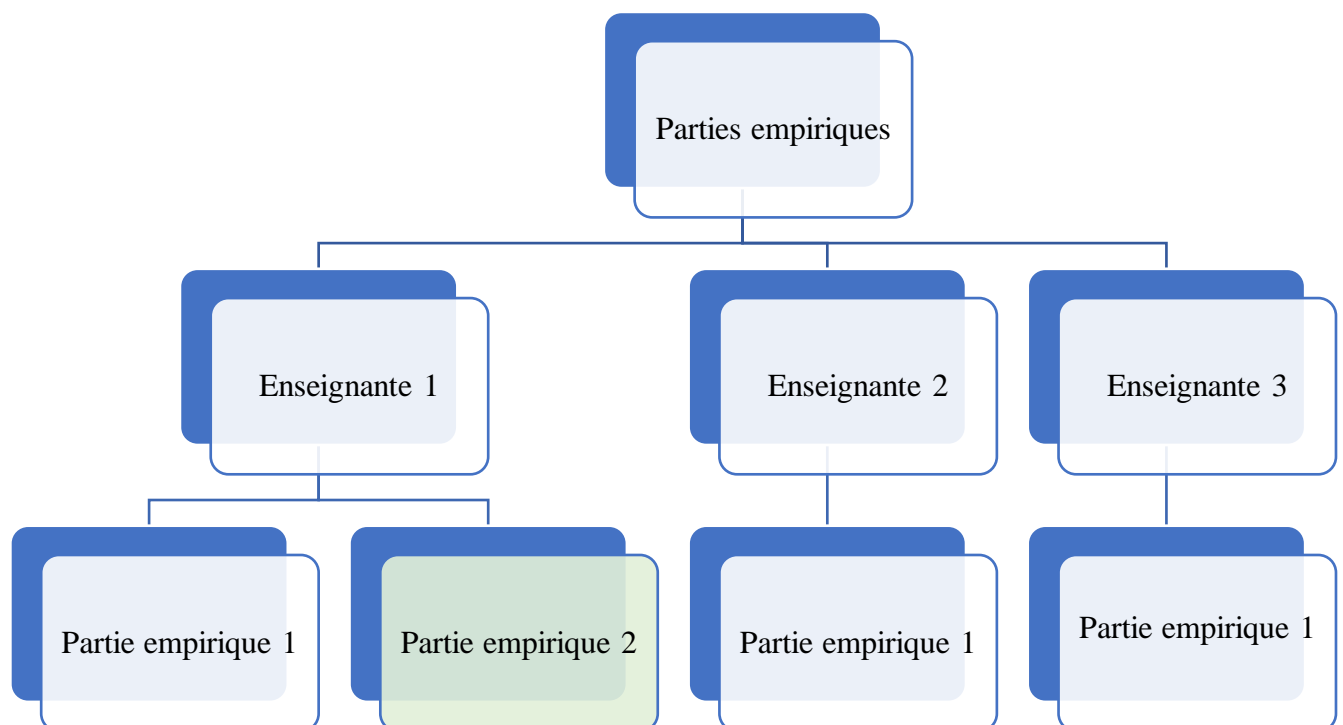 Parties empiriques
Enseignante 1
Enseignante 2
Enseignante 3
Partie empirique 1
Partie empirique 2
Partie empirique 1
Partie empirique 1